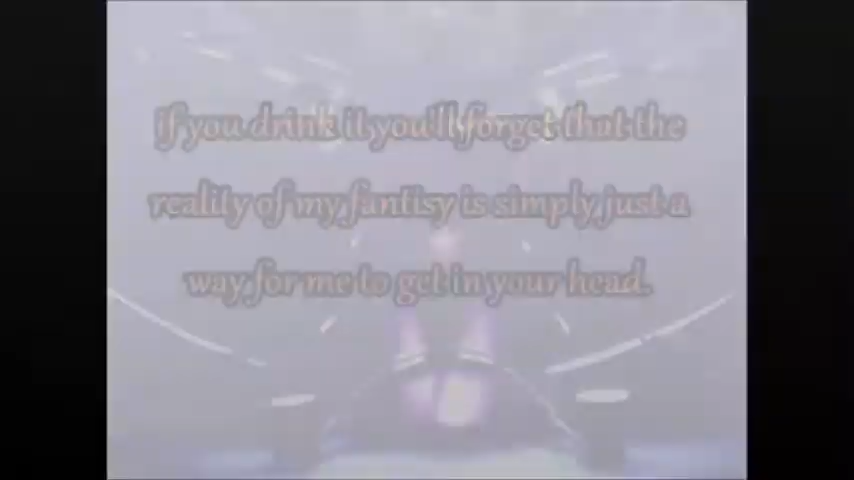 if you drink it you'll forget that the
reality of my fantisy is simply just a
way for me to get in your head.